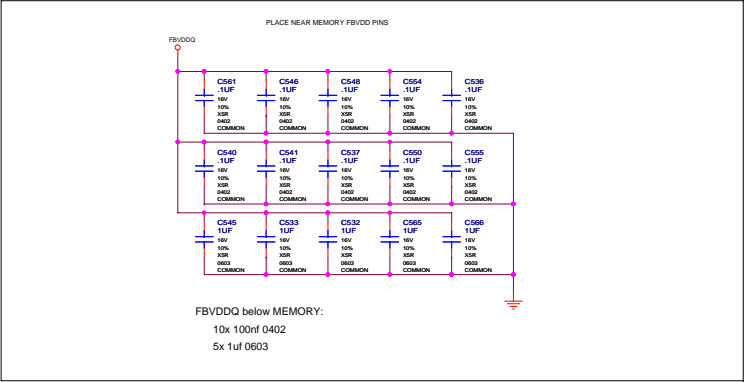 PLACE NEAR MEMORY FBVDD PINS
FBVDDQ
C561 C546 C548 C554 C536
.1UF .1UF .1UF .1UF .1UF
16V 16V 16V 16V 16V
10% 10% 10% 10% 10%
X5R X5R X5R X5R X5R
0402 0402 0402 0402 0402
COMMON COMMON COMMON COMMON COMMON
C540 C541 C537 C550 C555
.1UF .1UF .1UF .1UF .1UF
16V 16V 16V 16V 16V
10% 10% 10% 10% 10%
X5R X5R X5R X5R X5R
0402 0402 0402 0402 0402
COMMON COMMON COMMON COMMON COMMON
C545 C533 C532 C565 C566
1UF 1UF 1UF 1UF 1UF
16V 16V 16V 16V 16V
10% 10% 10% 10% 10%
X5R X5R X5R X5R X5R
0603 0603 0603 0603 0603
COMMON COMMON COMMON COMMON COMMON
FBVDDQ below MEMORY:
10x 100nf 0402
5x 1uf 0603